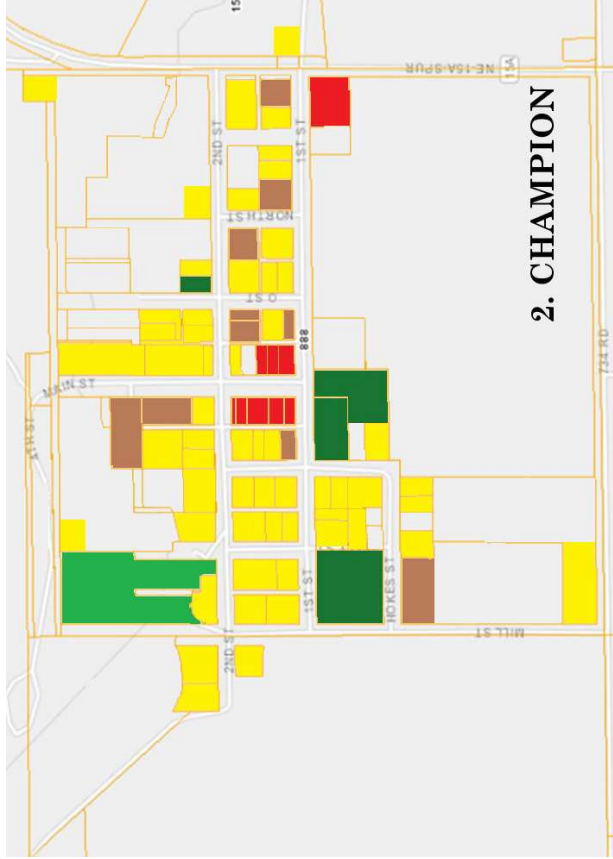 15
NE-15A-SPUR
15A
2ND ST
1ST ST
NORTH ST
O ST
888
MAIN ST
4TH ST
2. CHAMPION
734 RD
1ST ST
HOKES ST
2ND ST
MILL ST